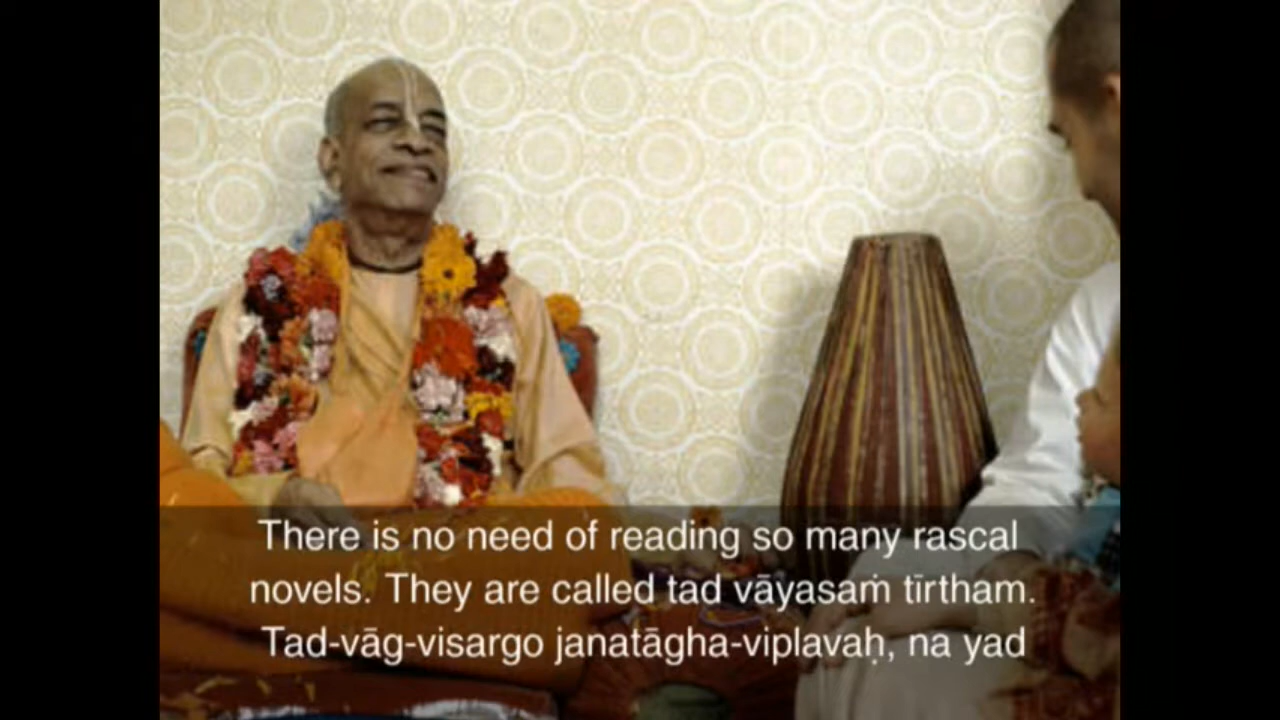 There is no need of reading so many rascal
novels. They are called tad vāyasaṁ tīrtham.
Tad-vāg-visargo janatāgha-viplavaḥ, na yad